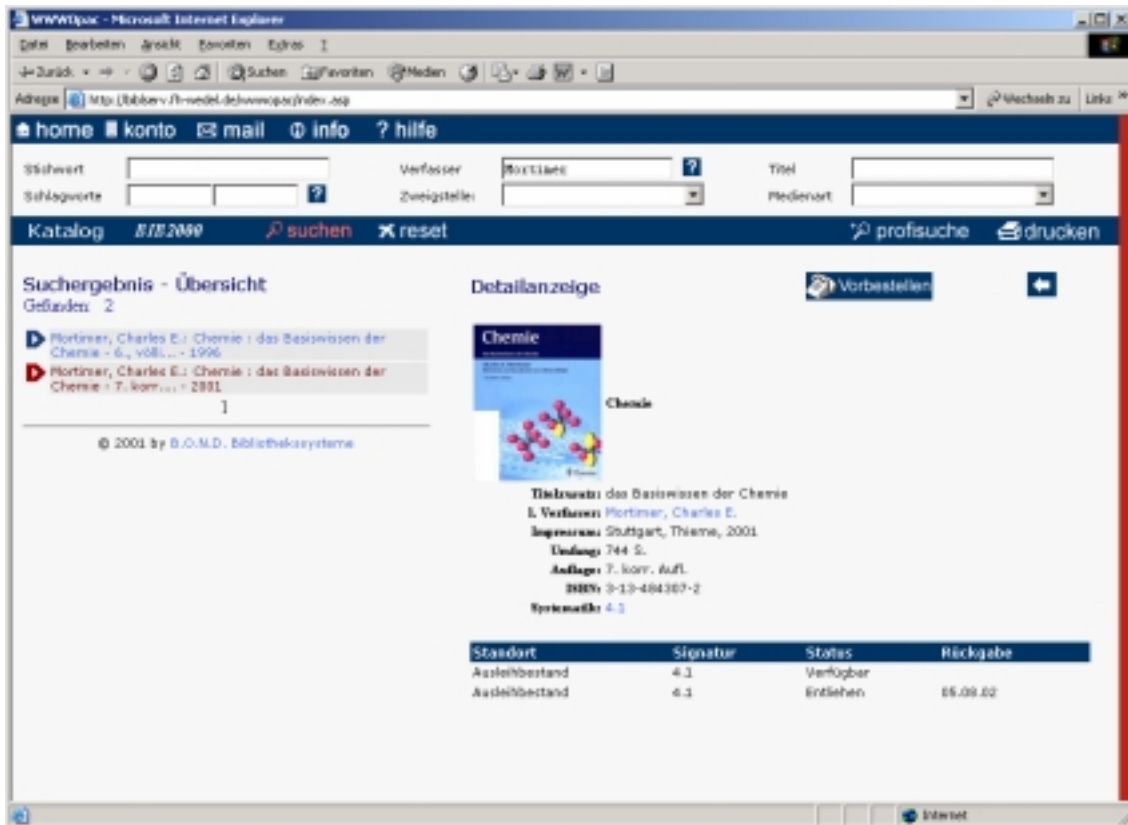 WWWOpac - Microsoft Internet Explorer
Datei Bearbeiten Ansicht Favoriten Extras ?
Zurück Suchen Favoriten Medien
Adresse http://bibserv.fh-wedel.de/wwwopac/index.asp Wechseln zu Links »
home konto mail info ? hilfe
Stichwort Verfasser Mortimer ? Titel
Schlagworte ? Zweigstelle: Medienart
Katalog BIB2000 suchen reset profisuche drucken
Suchergebnis - Übersicht
Gefunden: 2
Mortimer, Charles E.: Chemie : das Basiswissen der
Chemie - 6., völli... - 1996
Mortimer, Charles E.: Chemie : das Basiswissen der
Chemie - 7. korr.... - 2001
]
© 2001 by B.O.N.D. Bibliothekssysteme
Detailanzeige Vorbestellen
Chemie
Chemie
Titelzusatz: das Basiswissen der Chemie
1. Verfasser: Mortimer, Charles E.
Impressum: Stuttgart, Thieme, 2001
Umfang: 744 S.
Auflage: 7. korr. Aufl.
ISBN: 3-13-484307-2
Systematik: 4.1
Standort Signatur Status Rückgabe
Ausleihbestand 4.1 Verfügbar
Ausleihbestand 4.1 Entliehen 05.08.02
Internet